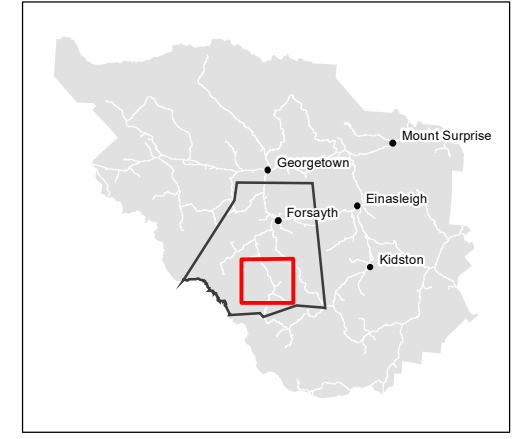 Mount Surprise
Georgetown
Einasleigh
Forsayth
Kidston